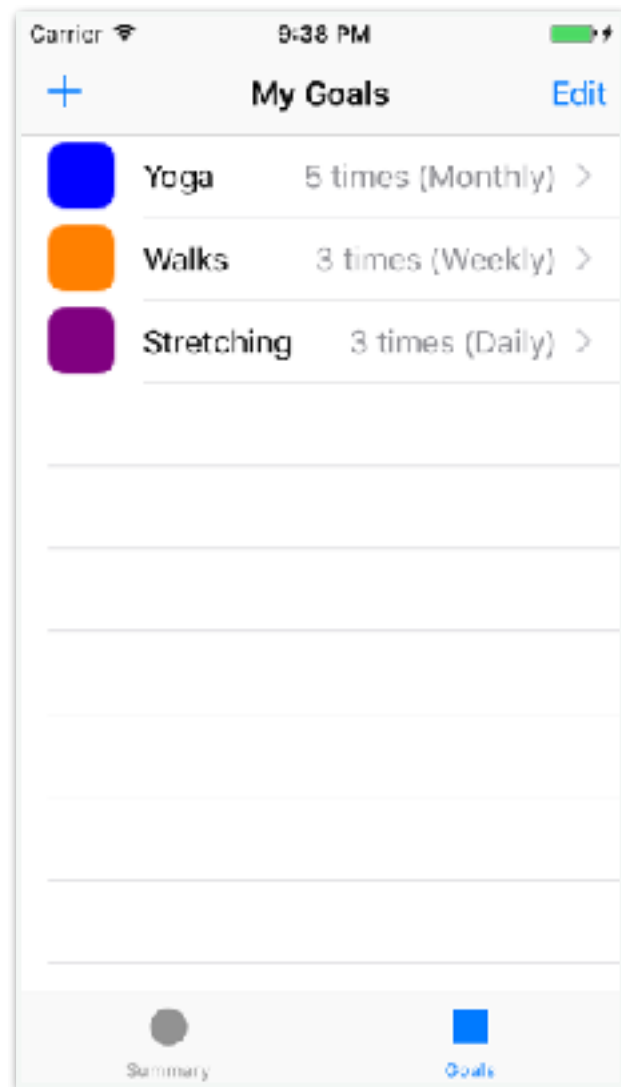 Carrier 9:38 PM
+ My Goals Edit
Yoga 5 times (Monthly) >
Walks 3 times (Weekly) >
Stretching 3 times (Daily) >
Summary Goals